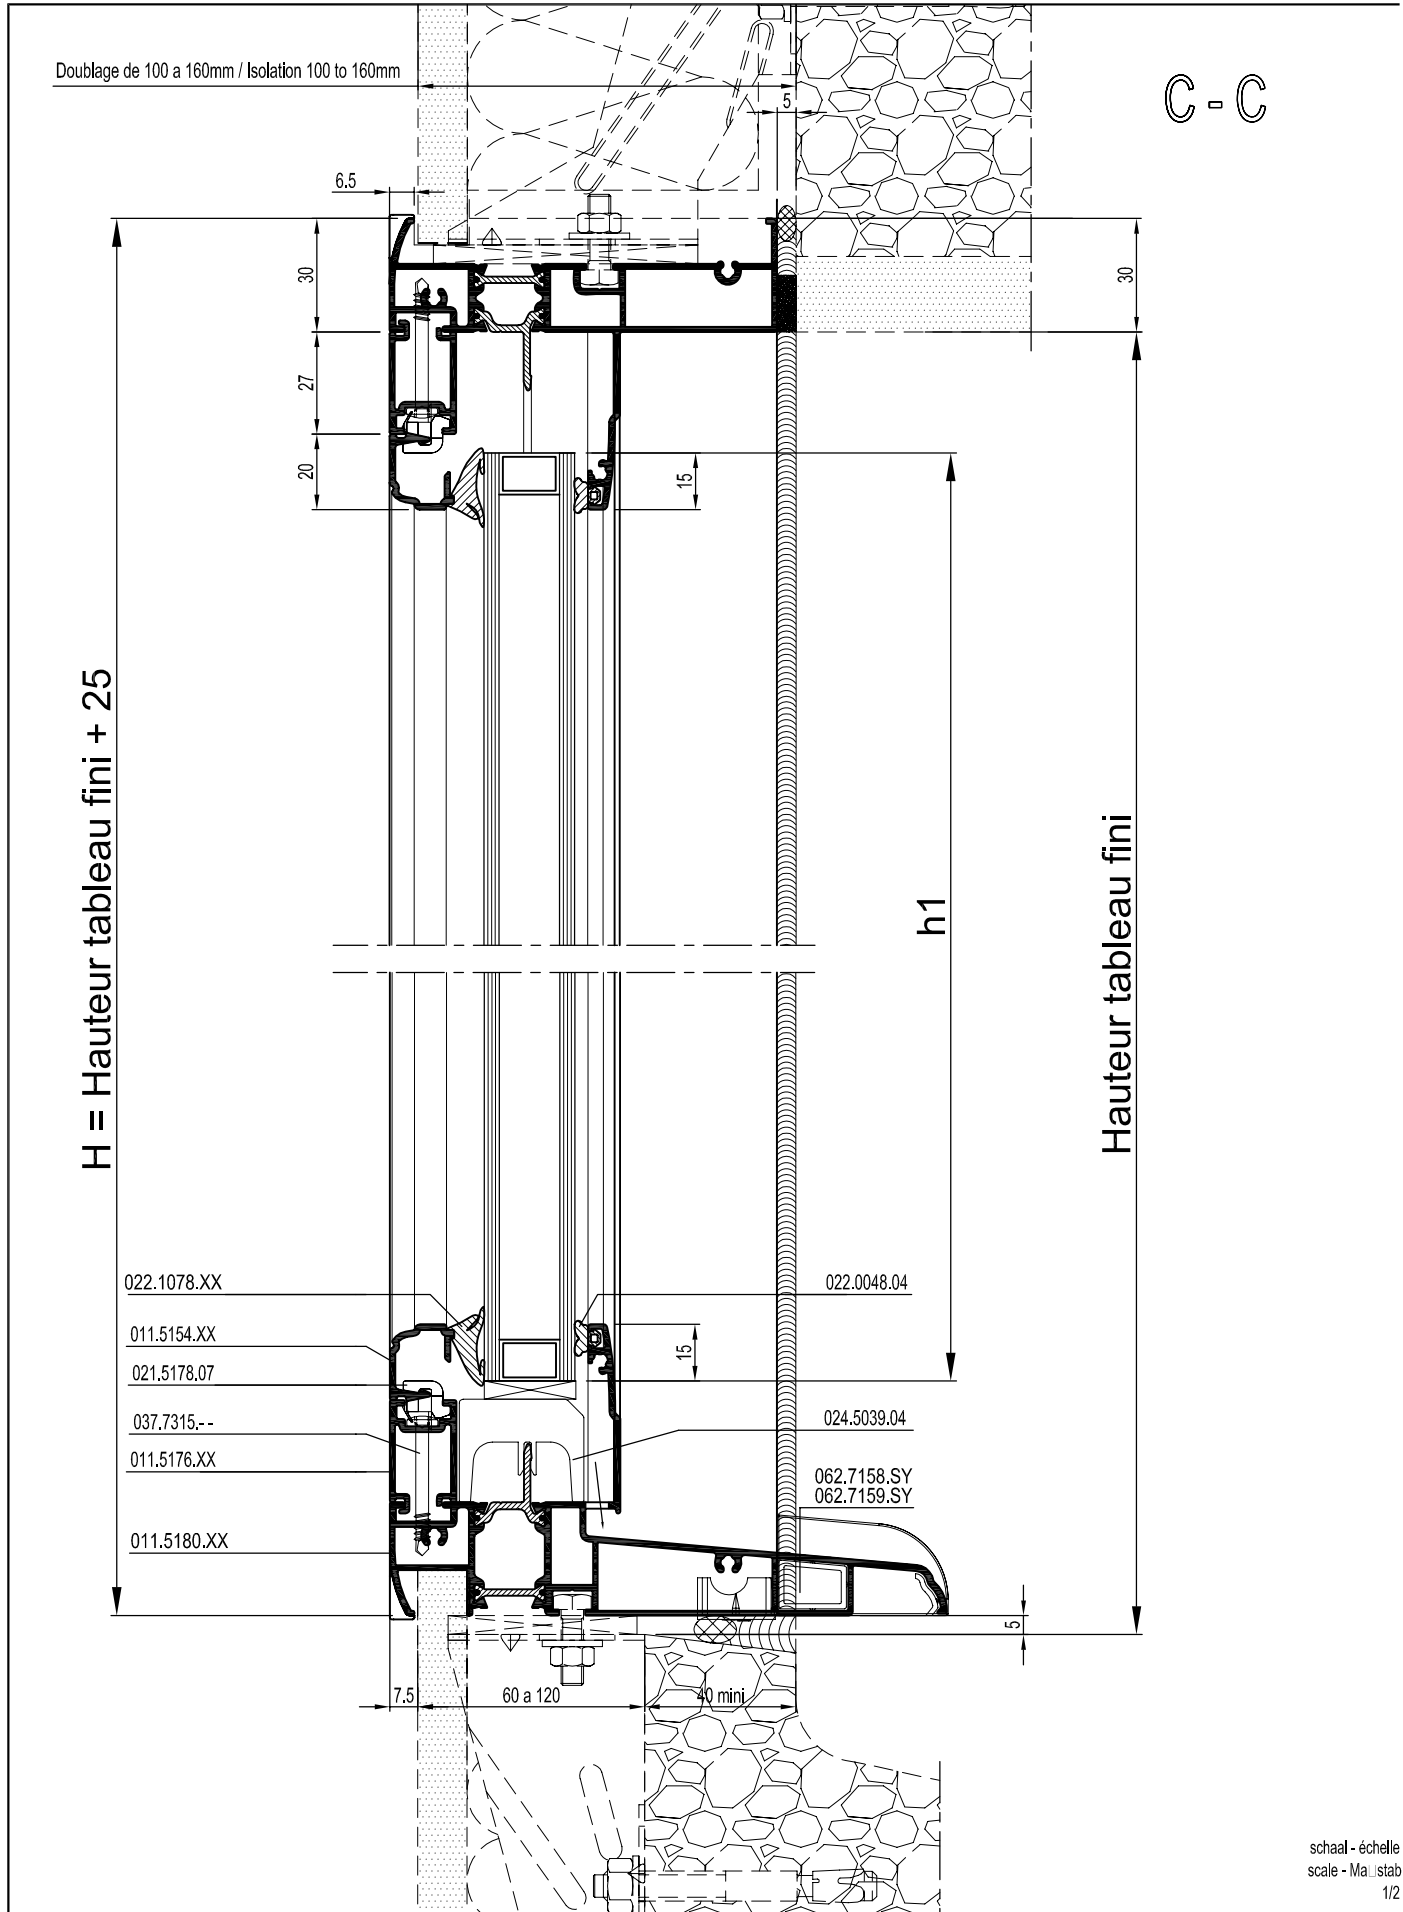 Doublage de 100 a 160mm / Isolation 100 to 160mm
C - C
5
6.5
30
30
27
20
15
H = Hauteur tableau fini + 25
h1
Hauteur tableau fini
022.1078.XX
022.0048.04
011.5154.XX
15
021.5178.07
037.7315.--
024.5039.04
011.5176.XX
062.7158.SY
062.7159.SY
011.5180.XX
5
7.5
60 a 120
40 mini
schaal - échelle
scale - Ma□stab
1/2